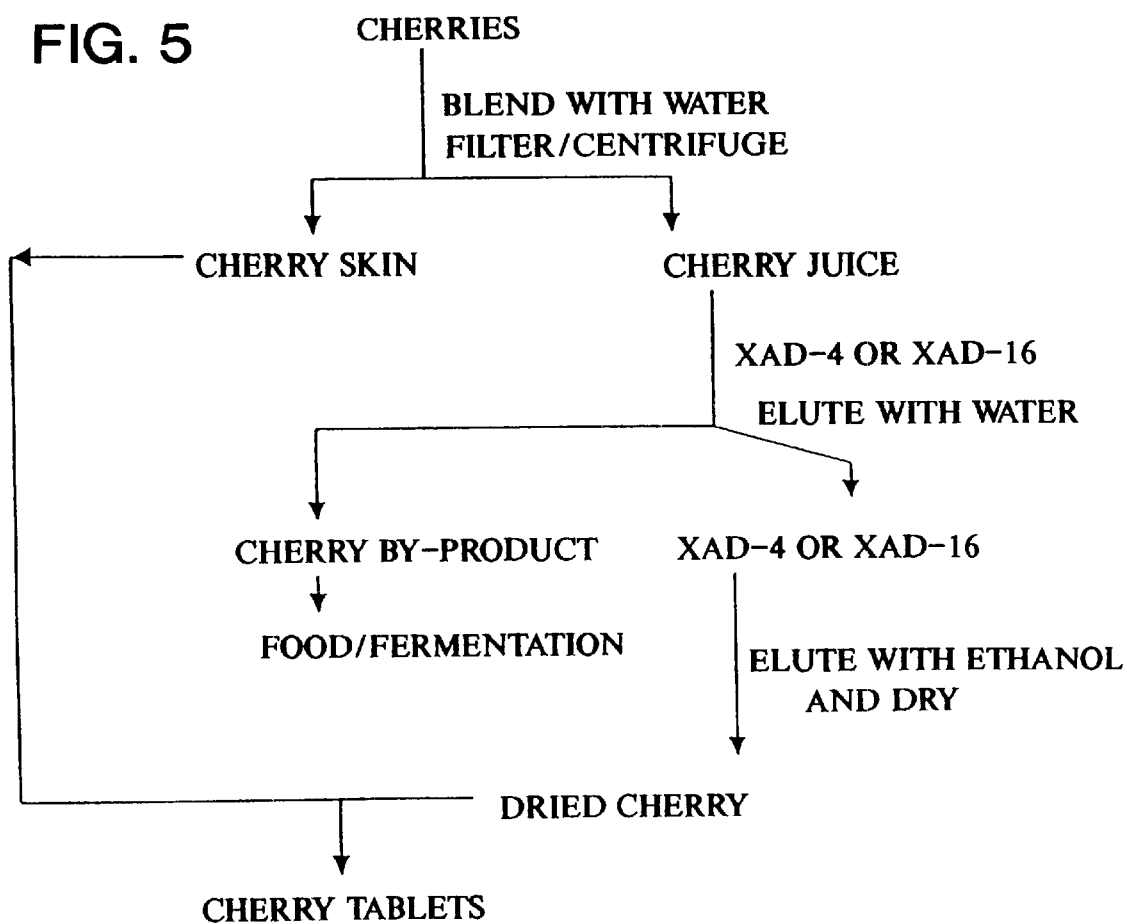 FIG. 5
CHERRIES
BLEND WITH WATER
FILTER/CENTRIFUGE
CHERRY SKIN
CHERRY JUICE
XAD-4 OR XAD-16
ELUTE WITH WATER
CHERRY BY-PRODUCT
XAD-4 OR XAD-16
FOOD/FERMENTATION
ELUTE WITH ETHANOL
AND DRY
DRIED CHERRY
CHERRY TABLETS